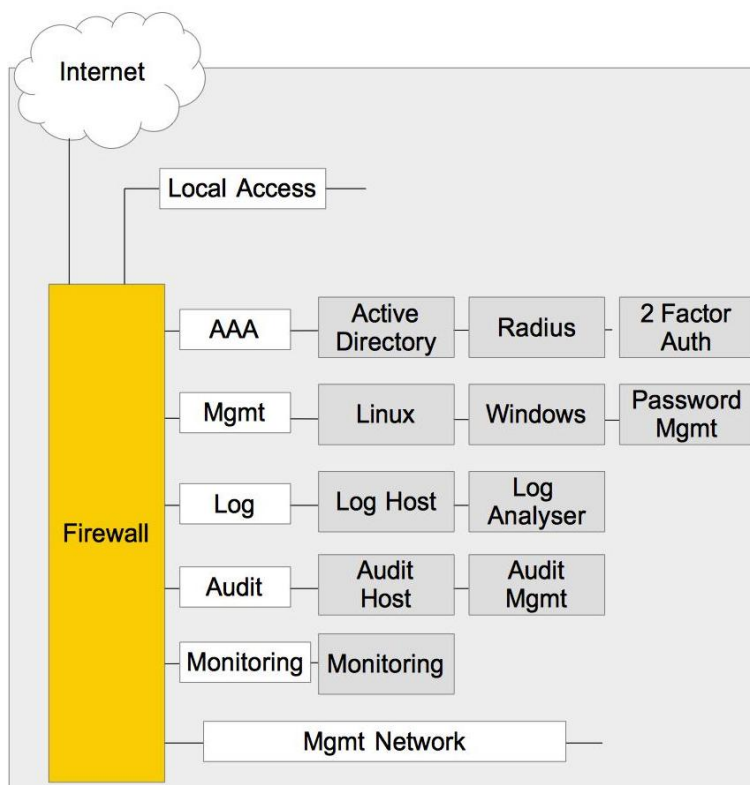 Internet
Local Access
Firewall
AAA
Active
Directory
Radius
2 Factor
Auth
Mgmt
Linux
Windows
Password
Mgmt
Log
Log Host
Log
Analyser
Audit
Audit
Host
Audit
Mgmt
Monitoring
Monitoring
Mgmt Network